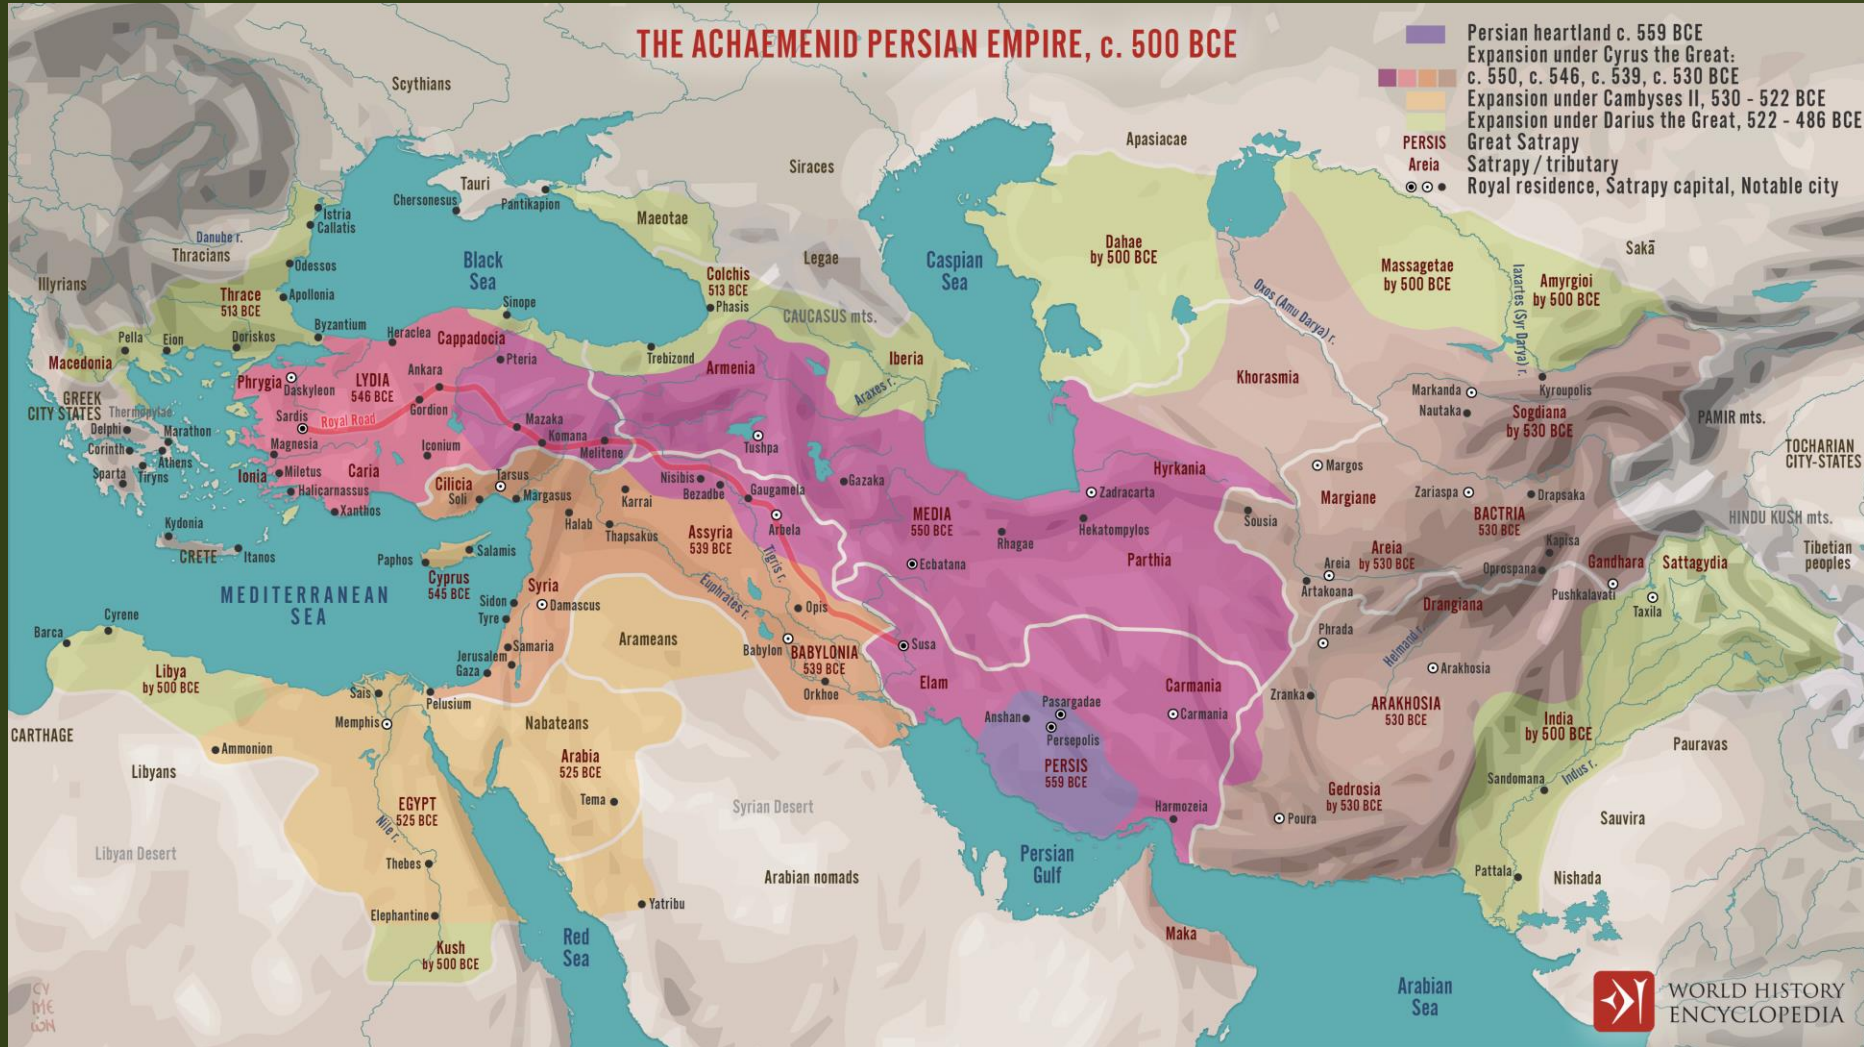 THE ACHAEMENID PERSIAN EMPIRE, c. 500 BCE
Persian heartland c. 559 BCE
Expansion under Cyrus the Great:
c. 550, c. 546, c. 539, c. 530 BCE
Expansion under Cambyses II, 530 - 522 BCE
Expansion under Darius the Great, 522 - 486 BCE
PERSIS Great Satrapy
Areia Satrapy / tributary
Royal residence, Satrapy capital, Notable city
Scythians
Siraces
Apasiacae
Tauri
Chersonesus
Pantikapion
Maeotae
Legae
Istria
Callatis
Danube r.
Thracians
Odessos
Illyrians
Thrace
513 BCE
Apollonia
Black
Sea
Colchis
513 BCE
Phasis
CAUCASUS mts.
Caspian
Sea
Dahae
by 500 BCE
Massagetae
by 500 BCE
Amyrgioi
by 500 BCE
Sakā
Oxos (Amu Darya) r.
Iaxartes (Syr Darya) r.
Sinope
Byzantium
Heraclea
Cappadocia
Pteria
Trebizond
Armenia
Iberia
Araxes r.
Pella
Eion
Doriskos
Macedonia
Phrygia
Daskyleon
LYDIA
546 BCE
Ankara
Gordion
Khorasmia
Markanda
Nautaka
Kyroupolis
Sogdiana
by 530 BCE
PAMIR mts.
TOCHARIAN
CITY-STATES
GREEK
CITY STATES
Thermopylae
Delphi
Marathon
Corinth
Athens
Sparta
Tiryns
Sardis
Royal Road
Magnesia
Ionia
Miletus
Caria
Halicarnassus
Xanthos
Iconium
Mazaka
Komana
Melitene
Tushpa
Gazaka
Cilicia
Tarsus
Soli
Margasus
Karrai
Nisibis
Bezadbe
Gaugamela
Arbela
Halab
Thapsakus
Assyria
539 BCE
Tigris r.
Euphrates r.
MEDIA
550 BCE
Ecbatana
Rhagae
Hyrkania
Zadracarta
Hekatompylos
Parthia
Margos
Margiane
Sousia
Zariaspa
Drapsaka
BACTRIA
530 BCE
HINDU KUSH mts.
Kapisa
Areia
by 530 BCE
Areia
Artakoana
Oprospana
Gandhara
Sattagydia
Tibetan
peoples
Pushkalavati
Taxila
Drangiana
Phrada
Helmand r.
Arakhosia
Zranka
ARAKHOSIA
530 BCE
Kydonia
CRETE
Itanos
Paphos
Salamis
Cyprus
545 BCE
MEDITERRANEAN
SEA
Syria
Sidon
Damascus
Tyre
Samaria
Jerusalem
Gaza
Arameans
Opis
Babylon
BABYLONIA
539 BCE
Orkhoe
Susa
Elam
Cyrene
Barca
Libya
by 500 BCE
Sais
Pelusium
Memphis
CARTHAGE
Ammonion
Libyans
Nabateans
Arabia
525 BCE
Tema
Syrian Desert
Anshan
Pasargadae
Persepolis
PERSIS
559 BCE
Carmania
Carmania
Harmozeia
Gedrosia
by 530 BCE
Poura
India
by 500 BCE
Sandomana
Indus r.
Pauravas
Sauvira
Nishada
Pattala
EGYPT
525 BCE
Nile r.
Thebes
Libyan Desert
Elephantine
Kush
by 500 BCE
Yatribu
Arabian nomads
Persian
Gulf
Red
Sea
Maka
Arabian
Sea
CY
ME
ŌN
WORLD HISTORY
ENCYCLOPEDIA